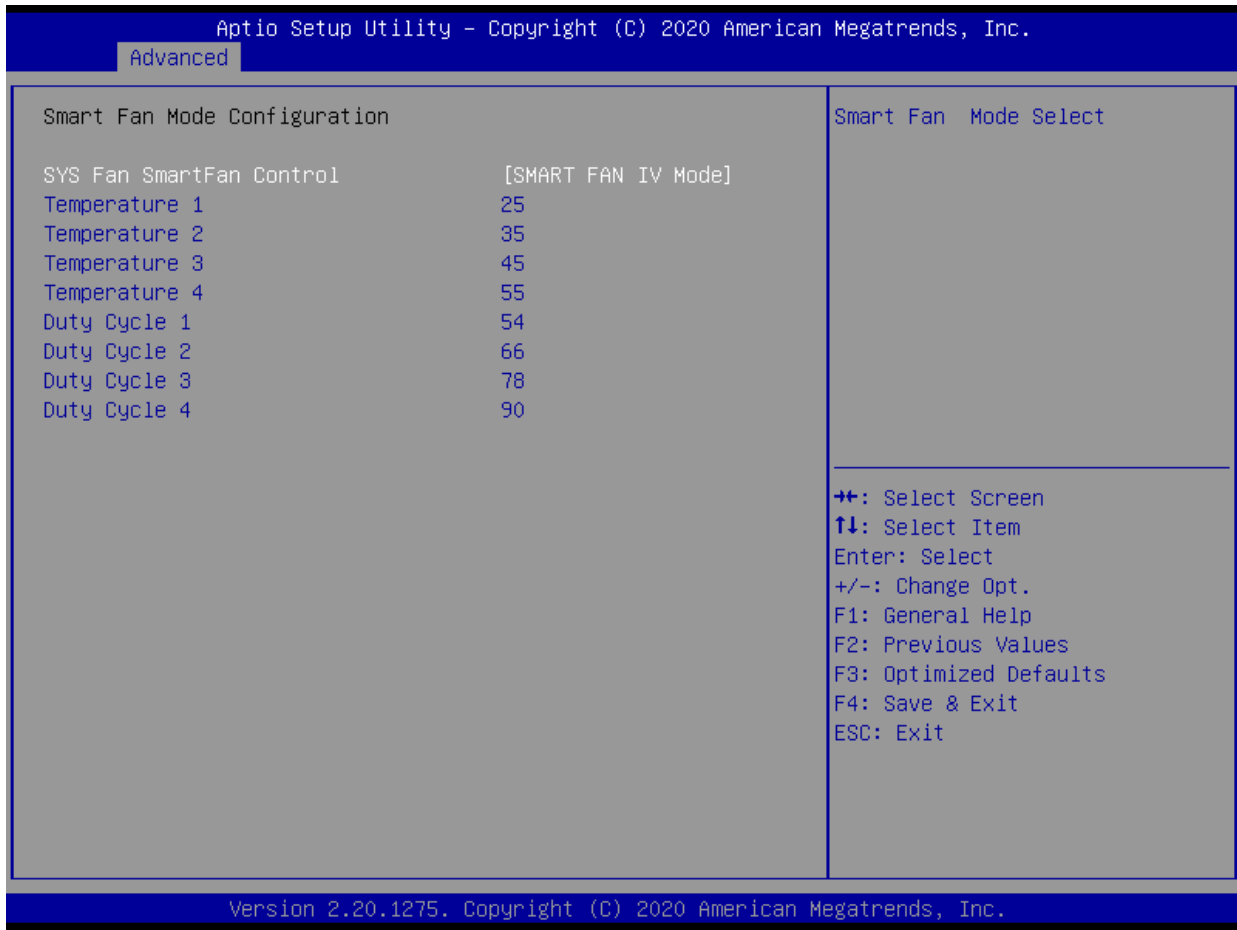 Aptio Setup Utility – Copyright (C) 2020 American Megatrends, Inc.
Advanced
Smart Fan Mode Configuration
SYS Fan SmartFan Control [SMART FAN IV Mode]
Temperature 1 25
Temperature 2 35
Temperature 3 45
Temperature 4 55
Duty Cycle 1 54
Duty Cycle 2 66
Duty Cycle 3 78
Duty Cycle 4 90
Smart Fan  Mode Select
→←: Select Screen
↑↓: Select Item
Enter: Select
+/-: Change Opt.
F1: General Help
F2: Previous Values
F3: Optimized Defaults
F4: Save & Exit
ESC: Exit
Version 2.20.1275. Copyright (C) 2020 American Megatrends, Inc.